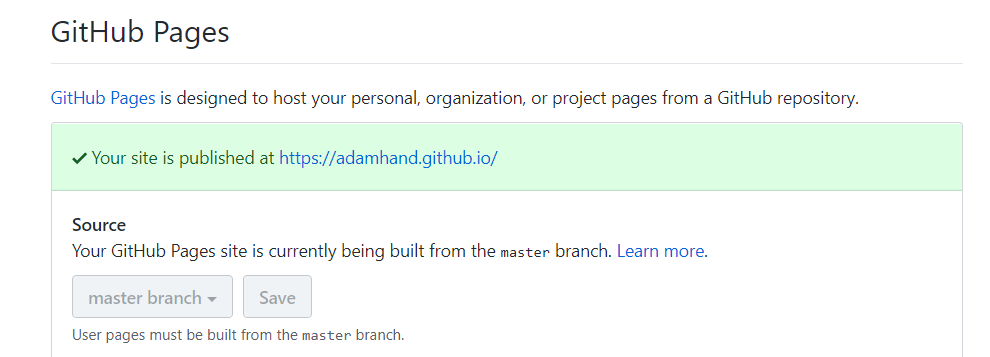 GitHub Pages
GitHub Pages is designed to host your personal, organization, or project pages from a GitHub repository.
Your site is published at https://adamhand.github.io/
Source
Your GitHub Pages site is currently being built from the master branch. Learn more.
master branch Save
User pages must be built from the master branch.